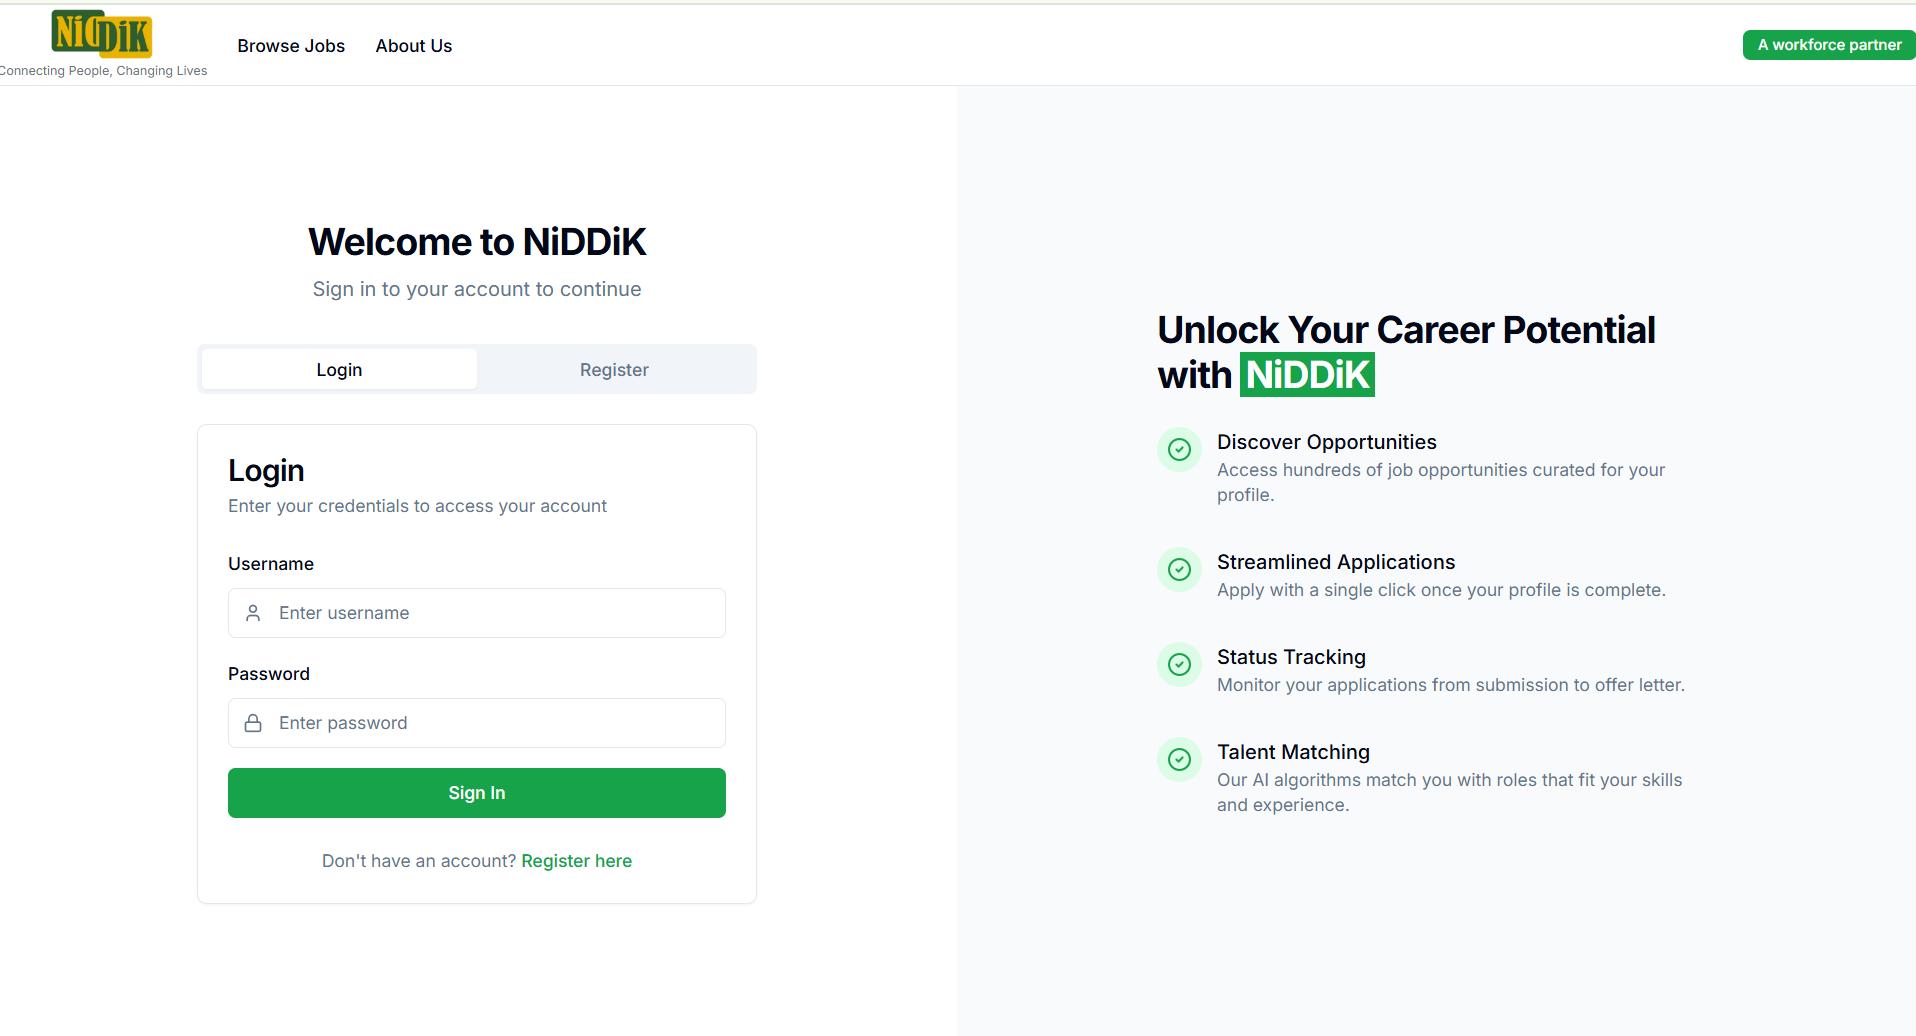 NiDDiK
Connecting People, Changing Lives
Browse Jobs
About Us
A workforce partner
Welcome to NiDDiK
Sign in to your account to continue
Login
Register
Login
Enter your credentials to access your account
Username
Enter username
Password
Enter password
Sign In
Don't have an account? Register here
Unlock Your Career Potential
with NiDDiK
Discover Opportunities
Access hundreds of job opportunities curated for your
profile.
Streamlined Applications
Apply with a single click once your profile is complete.
Status Tracking
Monitor your applications from submission to offer letter.
Talent Matching
Our AI algorithms match you with roles that fit your skills
and experience.